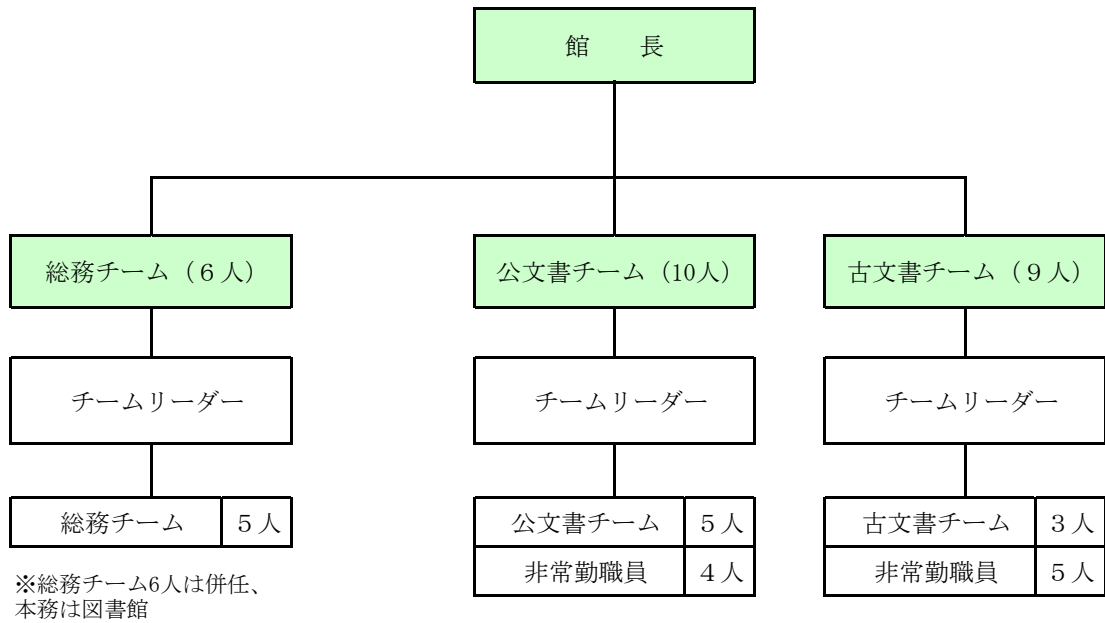 館　　長
総務チーム（６人）
公文書チーム（10人）
古文書チーム（９人）
チームリーダー
チームリーダー
チームリーダー
総務チーム ５人
公文書チーム ５人
古文書チーム ３人
非常勤職員 ４人
非常勤職員 ５人
※総務チーム6人は併任、
本務は図書館